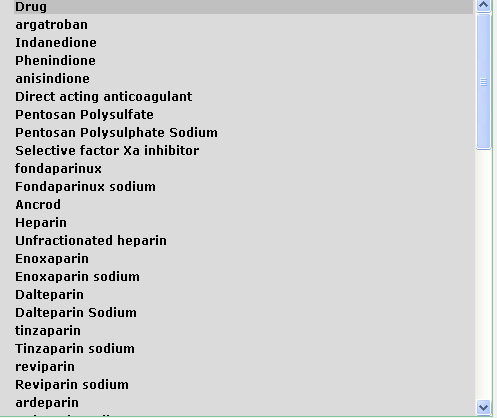 Drug
argatroban
Indanedione
Phenindione
anisindione
Direct acting anticoagulant
Pentosan Polysulfate
Pentosan Polysulphate Sodium
Selective factor Xa inhibitor
fondaparinux
Fondaparinux sodium
Ancrod
Heparin
Unfractionated heparin
Enoxaparin
Enoxaparin sodium
Dalteparin
Dalteparin Sodium
tinzaparin
Tinzaparin sodium
reviparin
Reviparin sodium
ardeparin